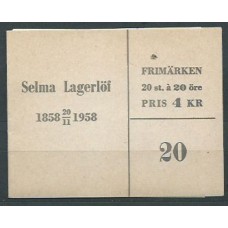 Selma Lagerlöf
1858 20/11 1958
FRIMÄRKEN
20 st. à 20 öre
PRIS 4 KR
20